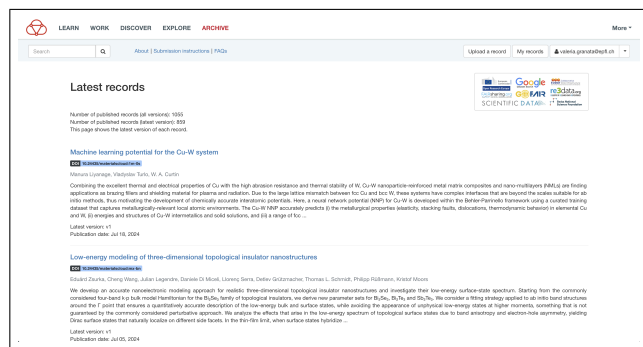 LEARN WORK DISCOVER EXPLORE ARCHIVE More
Search About | Submission instructions | FAQs Upload a record My records valeria.granata@epfl.ch
Latest records
Google
re3data.org
FAIRsharing.org
SCIENTIFIC DATA
Number of published records (all versions): 1055
Number of published records (latest version): 859
This page shows the latest version of each record.
Machine learning potential for the Cu-W system
DOI
Manura Liyanage, Vladyslav Turlo, W. A. Curtin
Combining the excellent thermal and electrical properties of Cu with the high abrasion resistance and thermal stability of W, Cu-W nanoparticle-reinforced metal matrix composites and nano-multilayers (NMLs) are finding
applications as brazing fillers and shielding material for plasma and radiation. Due to the large lattice mismatch between fcc Cu and bcc W, these systems have complex interfaces that are beyond the scales suitable for ab
initio methods, thus motivating the development of chemically accurate interatomic potentials. Here, a neural network potential (NNP) for Cu-W is developed within the Behler-Parrinello framework using a curated training
dataset that captures metallurgically-relevant local atomic environments. The Cu-W NNP accurately predicts (i) the metallurgical properties (elasticity, stacking faults, dislocations, thermodynamic behavior) in elemental Cu
and W, (ii) energies and structures of Cu-W intermetallics and solid solutions, and (iii) a range of fcc ...
Latest version: v1
Publication date: Jul 18, 2024
Low-energy modeling of three-dimensional topological insulator nanostructures
DOI
Eduárd Zsurka, Cheng Wang, Julian Legendre, Daniele Di Miceli, Llorenç Serra, Detlev Grützmacher, Thomas L. Schmidt, Philipp Rüßmann, Kristof Moors
We develop an accurate nanoelectronic modeling approach for realistic three-dimensional topological insulator nanostructures and investigate their low-energy surface-state spectrum. Starting from the commonly
considered four-band k·p bulk model Hamiltonian for the Bi₂Se₃ family of topological insulators, we derive new parameter sets for Bi₂Se₃, Bi₂Te₃ and Sb₂Te₃. We consider a fitting strategy applied to ab initio band structures
around the Γ point that ensures a quantitatively accurate description of the low-energy bulk and surface states, while avoiding the appearance of unphysical low-energy states at higher momenta, something that is not
guaranteed by the commonly considered perturbative approach. We analyze the effects that arise in the low-energy spectrum of topological surface states due to band anisotropy and electron-hole asymmetry, yielding
Dirac surface states that naturally localize on different side facets. In the thin-film limit, when surface states hybridize ...
Latest version: v1
Publication date: Jul 05, 2024